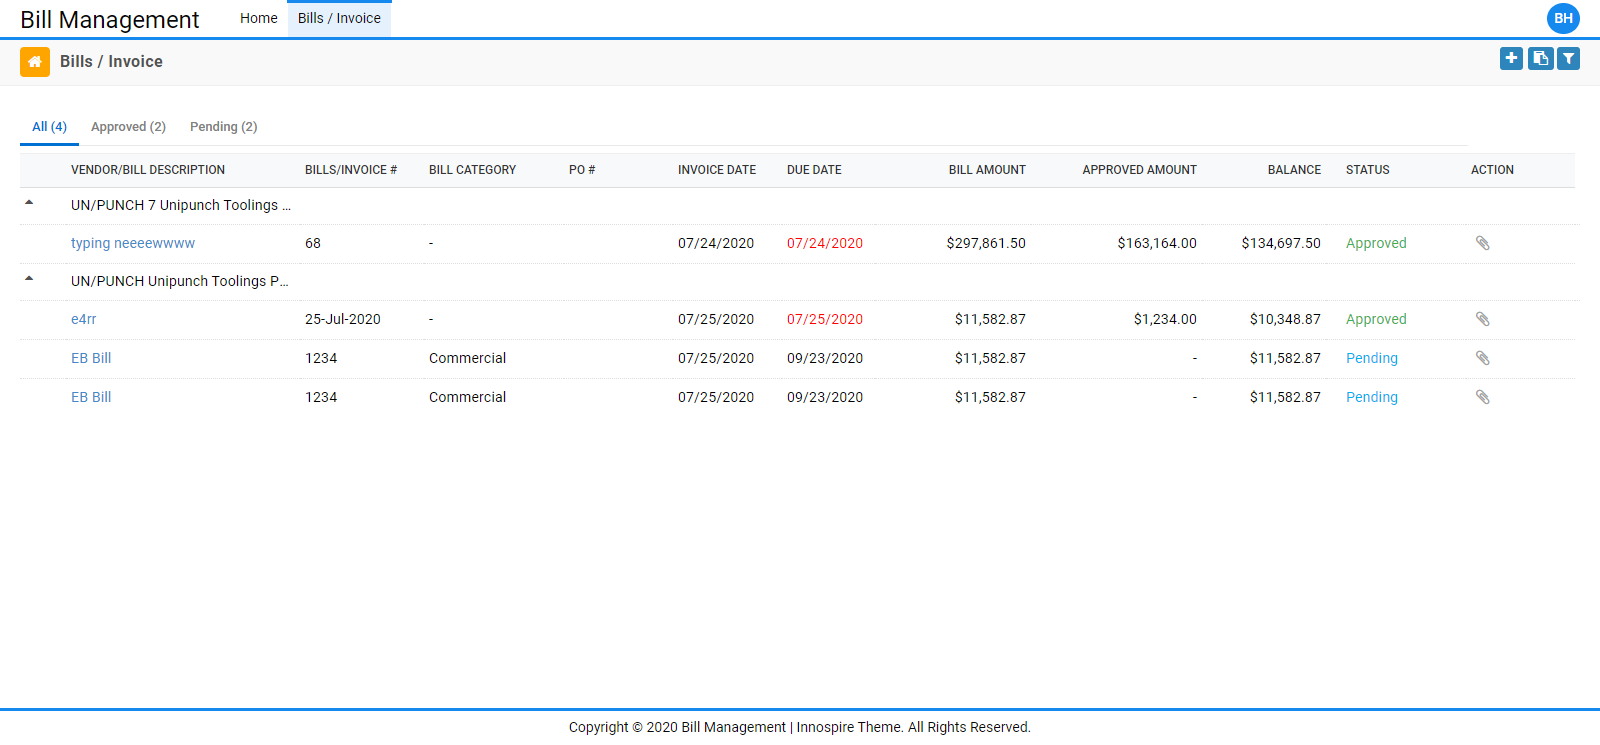 Bill Management Home Bills / Invoice BH
Bills / Invoice
All (4) Approved (2) Pending (2)
VENDOR/BILL DESCRIPTION BILLS/INVOICE # BILL CATEGORY PO # INVOICE DATE DUE DATE BILL AMOUNT APPROVED AMOUNT BALANCE STATUS ACTION
UN/PUNCH 7 Unipunch Toolings ...
typing neeeewwww 68 - 07/24/2020 07/24/2020 $297,861.50 $163,164.00 $134,697.50 Approved
UN/PUNCH Unipunch Toolings P...
e4rr 25-Jul-2020 - 07/25/2020 07/25/2020 $11,582.87 $1,234.00 $10,348.87 Approved
EB Bill 1234 Commercial 07/25/2020 09/23/2020 $11,582.87 - $11,582.87 Pending
EB Bill 1234 Commercial 07/25/2020 09/23/2020 $11,582.87 - $11,582.87 Pending
Copyright © 2020 Bill Management | Innospire Theme. All Rights Reserved.